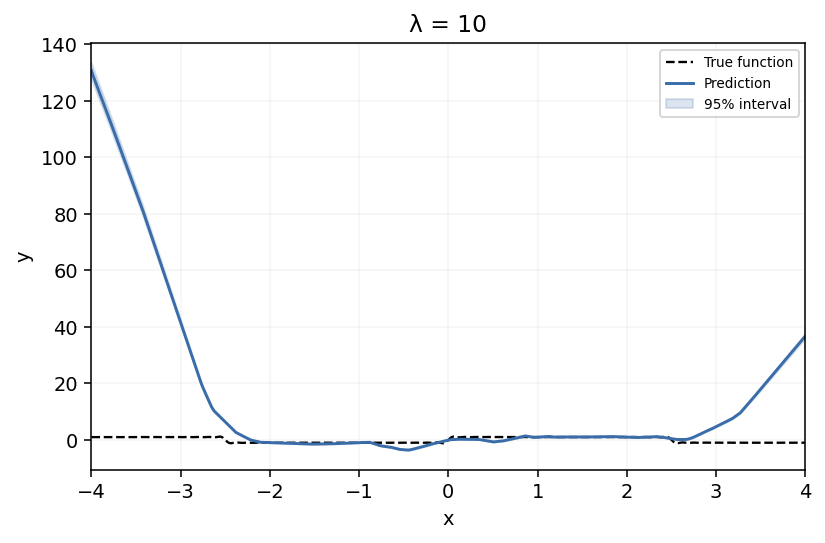 λ = 10
True function
Prediction
95% interval
y
140
120
100
80
60
40
20
0
−4 −3 −2 −1 0 1 2 3 4
x